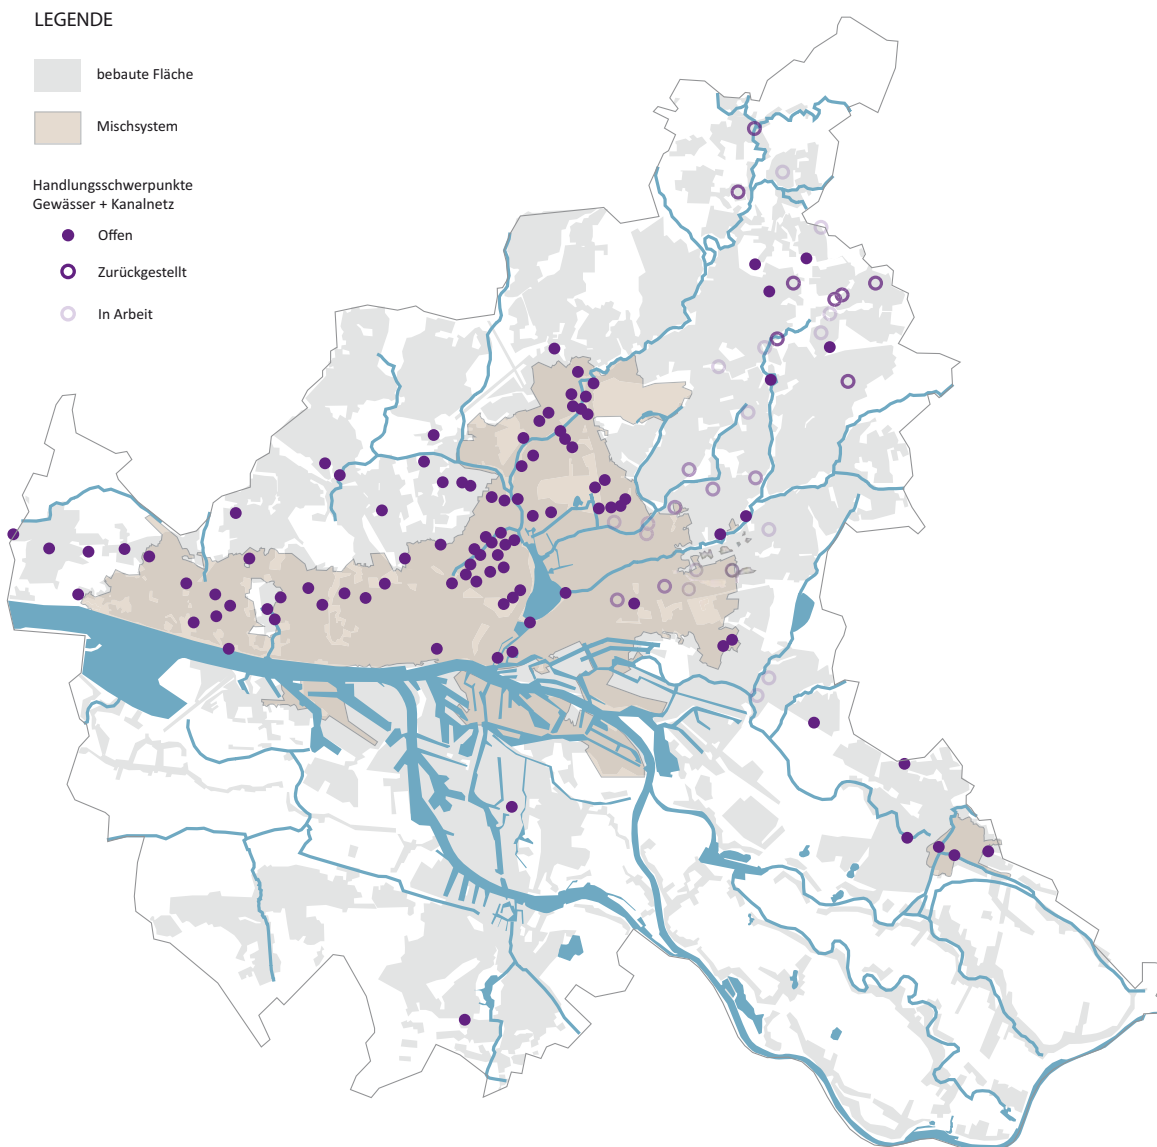 LEGENDE
bebaute Fläche
Mischsystem
Handlungsschwerpunkte
Gewässer + Kanalnetz
Offen
Zurückgestellt
In Arbeit